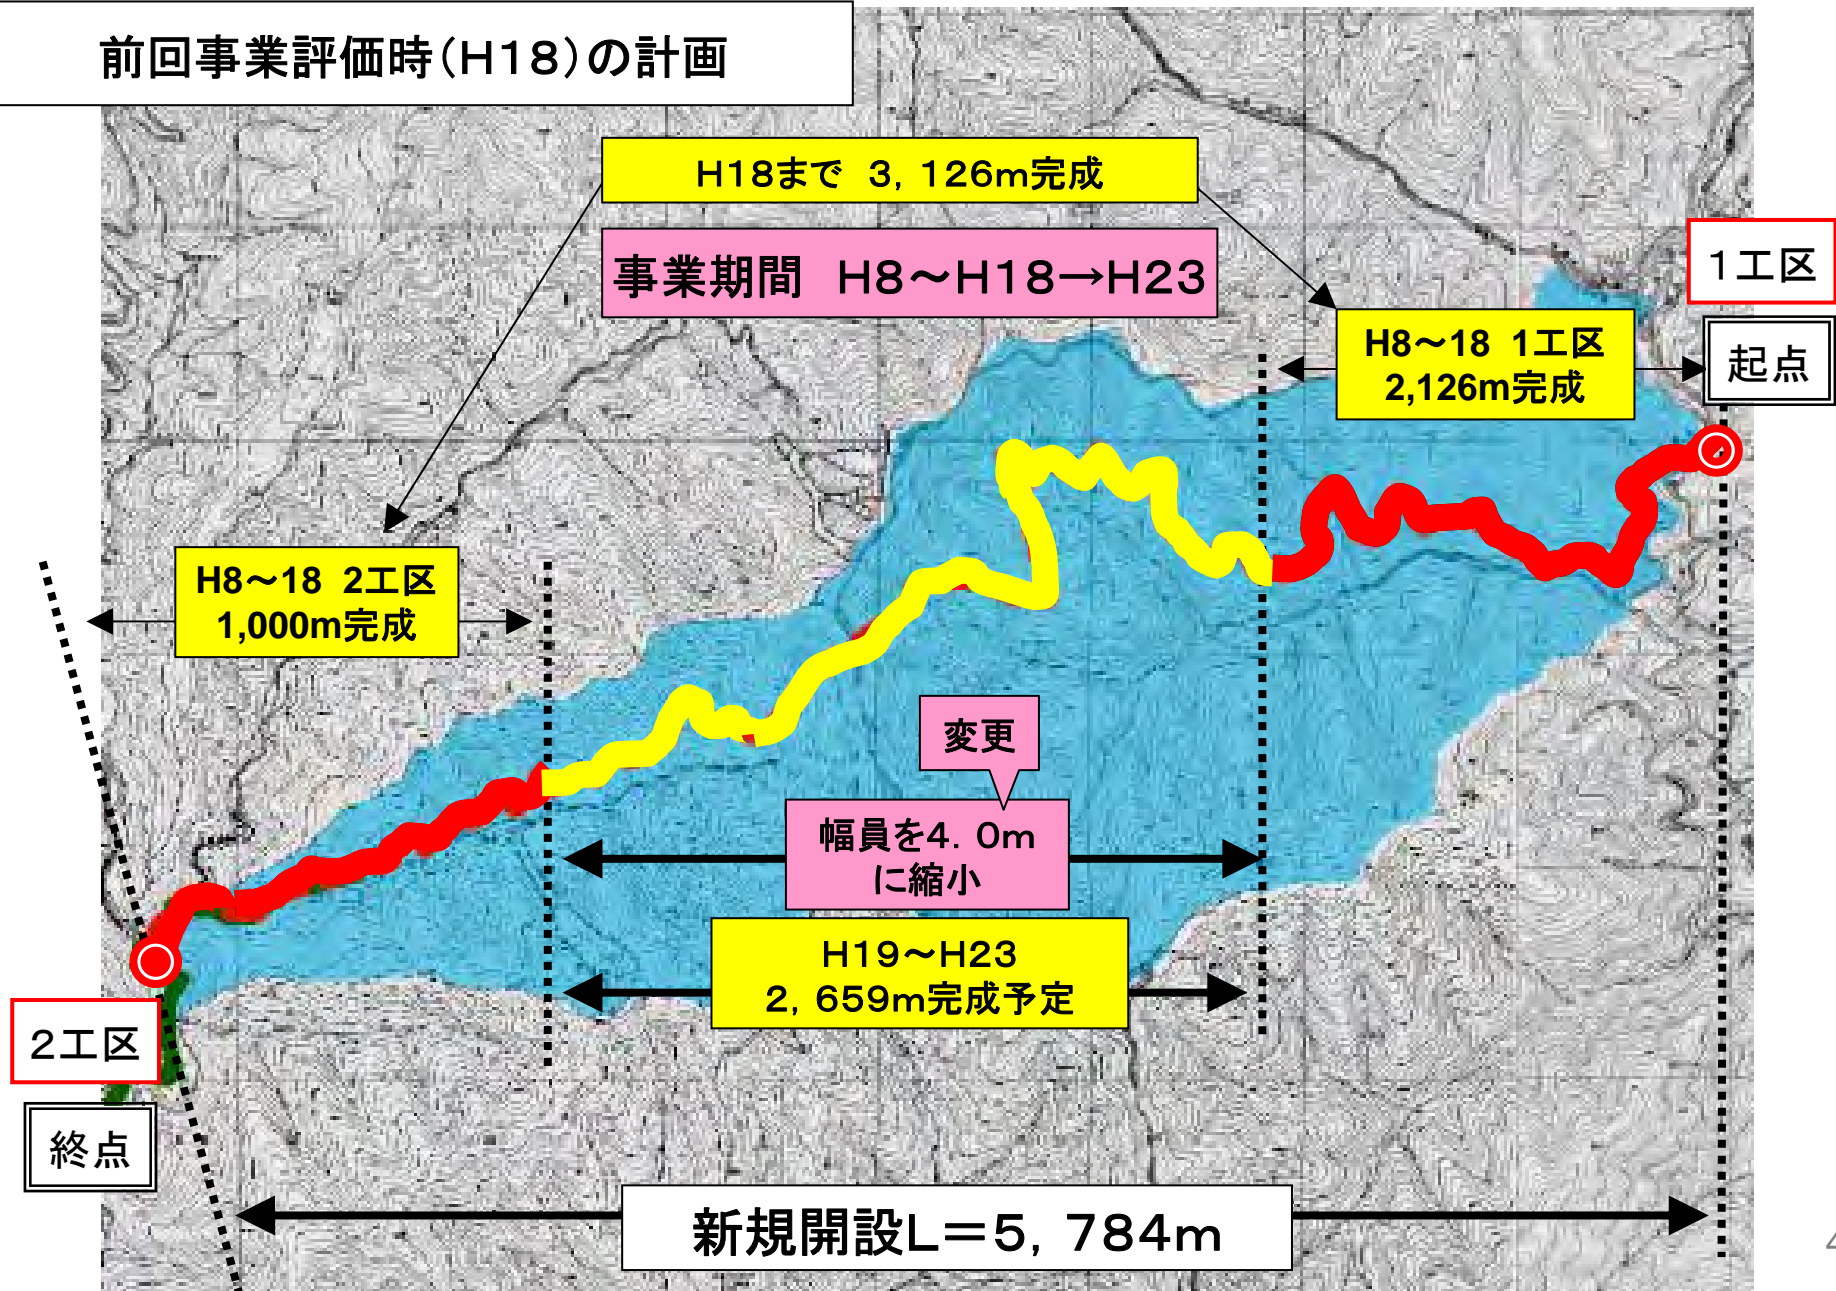 前回事業評価時(H18)の計画
H18まで 3,126m完成
事業期間 H8～H18→H23
1工区
起点
H8～18 1工区
2,126m完成
H8～18 2工区
1,000m完成
変更
幅員を4.0m
に縮小
H19～H23
2,659m完成予定
2工区
終点
新規開設L=5,784m
4